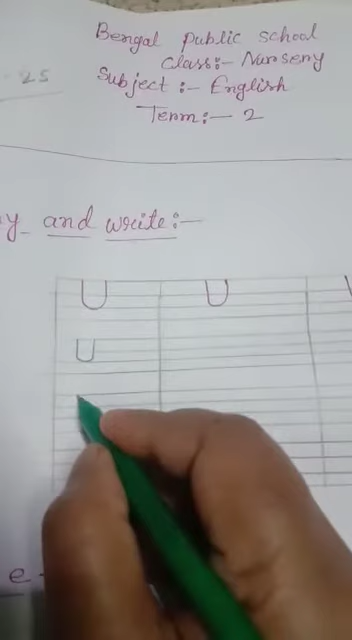 Bengal public school
Class:- Nursery
25
Subject :- English
Term:- 2
y and write:-
U U
U
e